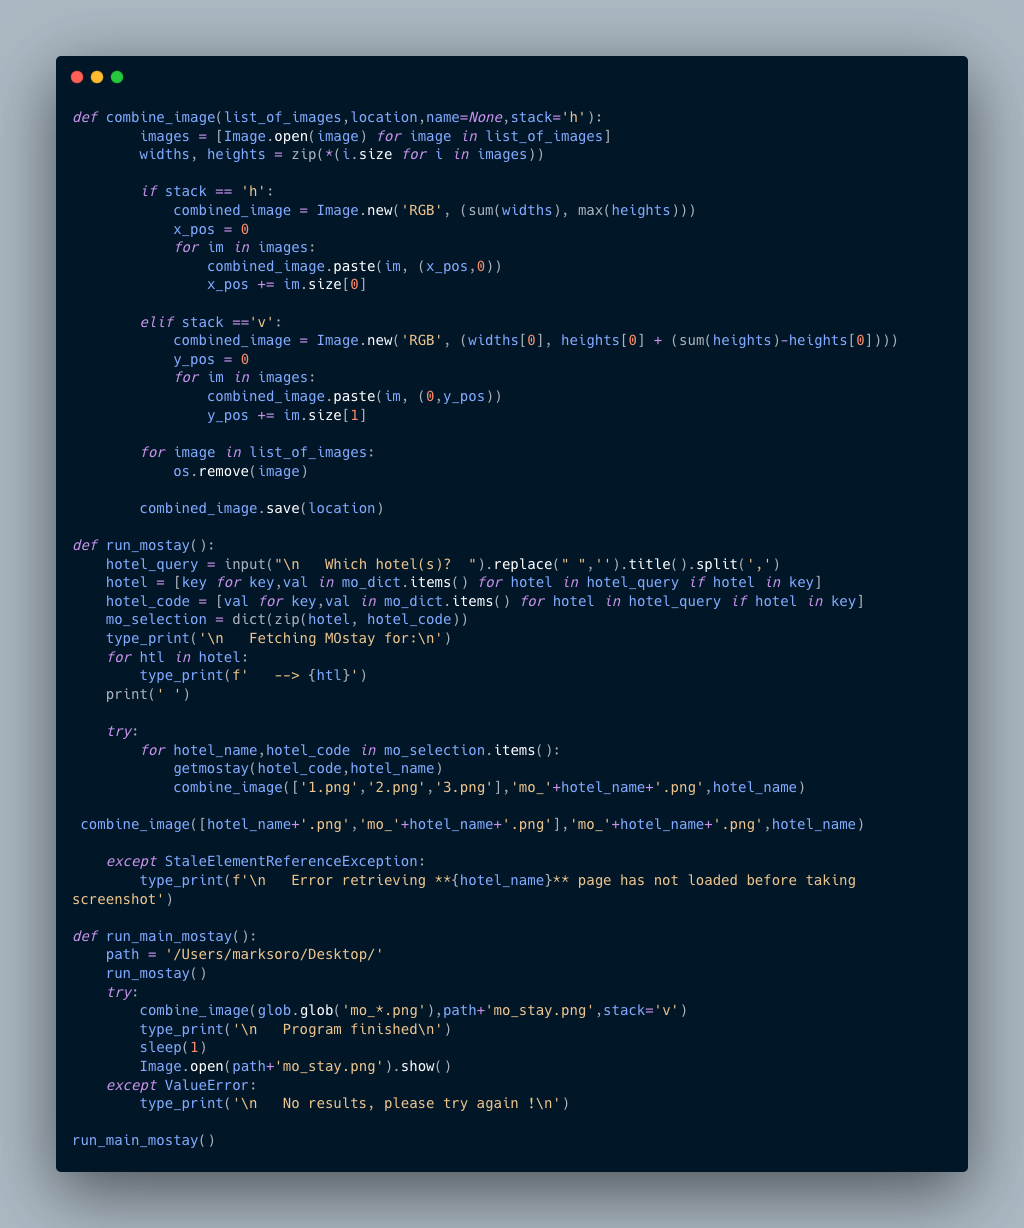 def combine_image(list_of_images,location,name=None,stack='h'):
        images = [Image.open(image) for image in list_of_images]
        widths, heights = zip(*(i.size for i in images))

        if stack == 'h':
            combined_image = Image.new('RGB', (sum(widths), max(heights)))
            x_pos = 0
            for im in images:
                combined_image.paste(im, (x_pos,0))
                x_pos += im.size[0]

        elif stack =='v':
            combined_image = Image.new('RGB', (widths[0], heights[0] + (sum(heights)-heights[0])))
            y_pos = 0
            for im in images:
                combined_image.paste(im, (0,y_pos))
                y_pos += im.size[1]

        for image in list_of_images:
            os.remove(image)

        combined_image.save(location)

def run_mostay():
    hotel_query = input("\n   Which hotel(s)?  ").replace(" ",'').title().split(',')
    hotel = [key for key,val in mo_dict.items() for hotel in hotel_query if hotel in key]
    hotel_code = [val for key,val in mo_dict.items() for hotel in hotel_query if hotel in key]
    mo_selection = dict(zip(hotel, hotel_code))
    type_print('\n   Fetching MOstay for:\n')
    for htl in hotel:
        type_print(f'   --> {htl}')
    print(' ')

    try:
        for hotel_name,hotel_code in mo_selection.items():
            getmostay(hotel_code,hotel_name)
            combine_image(['1.png','2.png','3.png'],'mo_'+hotel_name+'.png',hotel_name)

 combine_image([hotel_name+'.png','mo_'+hotel_name+'.png'],'mo_'+hotel_name+'.png',hotel_name)

    except StaleElementReferenceException:
        type_print(f'\n   Error retrieving **{hotel_name}** page has not loaded before taking
screenshot')

def run_main_mostay():
    path = '/Users/marksoro/Desktop/'
    run_mostay()
    try:
        combine_image(glob.glob('mo_*.png'),path+'mo_stay.png',stack='v')
        type_print('\n   Program finished\n')
        sleep(1)
        Image.open(path+'mo_stay.png').show()
    except ValueError:
        type_print('\n   No results, please try again !\n')

run_main_mostay()